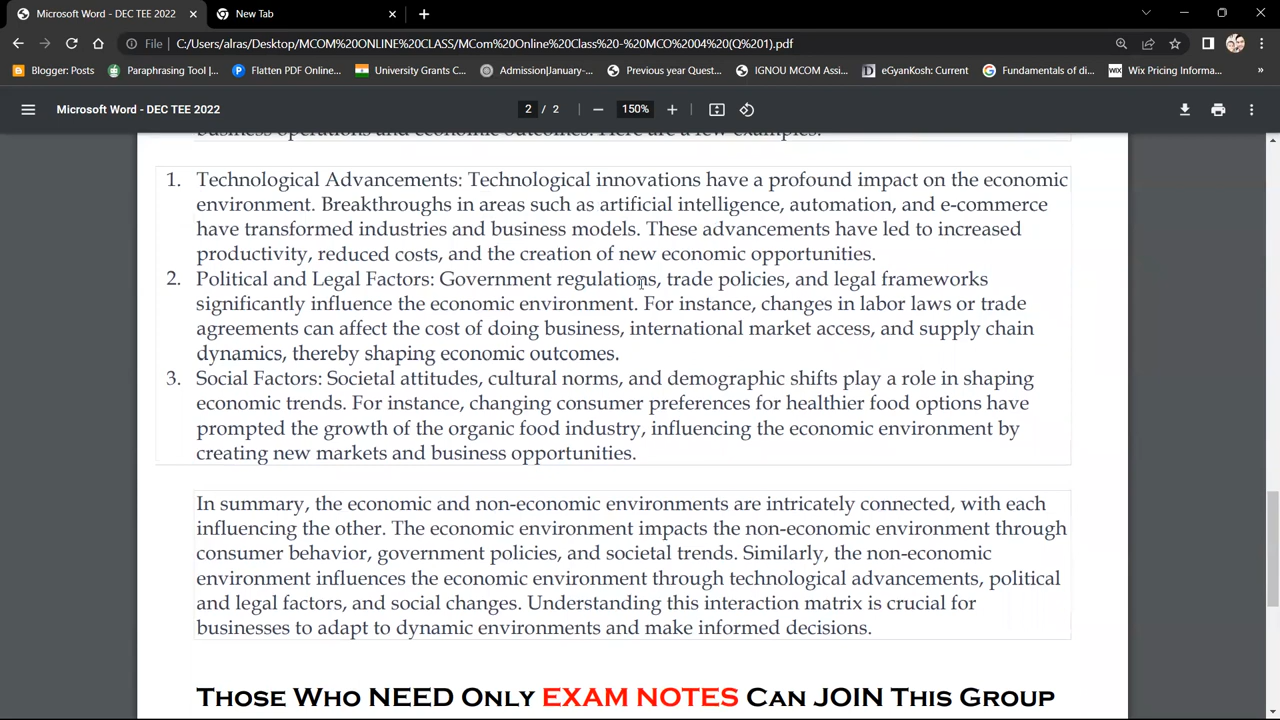 Microsoft Word - DEC TEE 2022
New Tab
File
C:/Users/alras/Desktop/MCOM%20ONLINE%20CLASS/MCom%20Online%20Class%20-%20MCO%2004%20(Q%201).pdf
Blogger: Posts
Paraphrasing Tool |...
Flatten PDF Online...
University Grants C...
Admission|January-...
Previous year Quest...
IGNOU MCOM Assi...
eGyanKosh: Current
Fundamentals of di...
Wix Pricing Informa...
»
Microsoft Word - DEC TEE 2022
2 / 2
150%
business operations and economic outcomes. Here are a few examples:
1. Technological Advancements: Technological innovations have a profound impact on the economic
environment. Breakthroughs in areas such as artificial intelligence, automation, and e-commerce
have transformed industries and business models. These advancements have led to increased
productivity, reduced costs, and the creation of new economic opportunities.
2. Political and Legal Factors: Government regulations, trade policies, and legal frameworks
significantly influence the economic environment. For instance, changes in labor laws or trade
agreements can affect the cost of doing business, international market access, and supply chain
dynamics, thereby shaping economic outcomes.
3. Social Factors: Societal attitudes, cultural norms, and demographic shifts play a role in shaping
economic trends. For instance, changing consumer preferences for healthier food options have
prompted the growth of the organic food industry, influencing the economic environment by
creating new markets and business opportunities.
In summary, the economic and non-economic environments are intricately connected, with each
influencing the other. The economic environment impacts the non-economic environment through
consumer behavior, government policies, and societal trends. Similarly, the non-economic
environment influences the economic environment through technological advancements, political
and legal factors, and social changes. Understanding this interaction matrix is crucial for
businesses to adapt to dynamic environments and make informed decisions.
THOSE WHO NEED ONLY EXAM NOTES CAN JOIN THIS GROUP